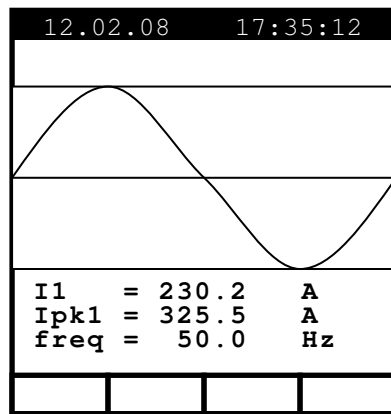 12.02.08 17:35:12
I1 = 230.2 A
Ipk1 = 325.5 A
freq = 50.0 Hz